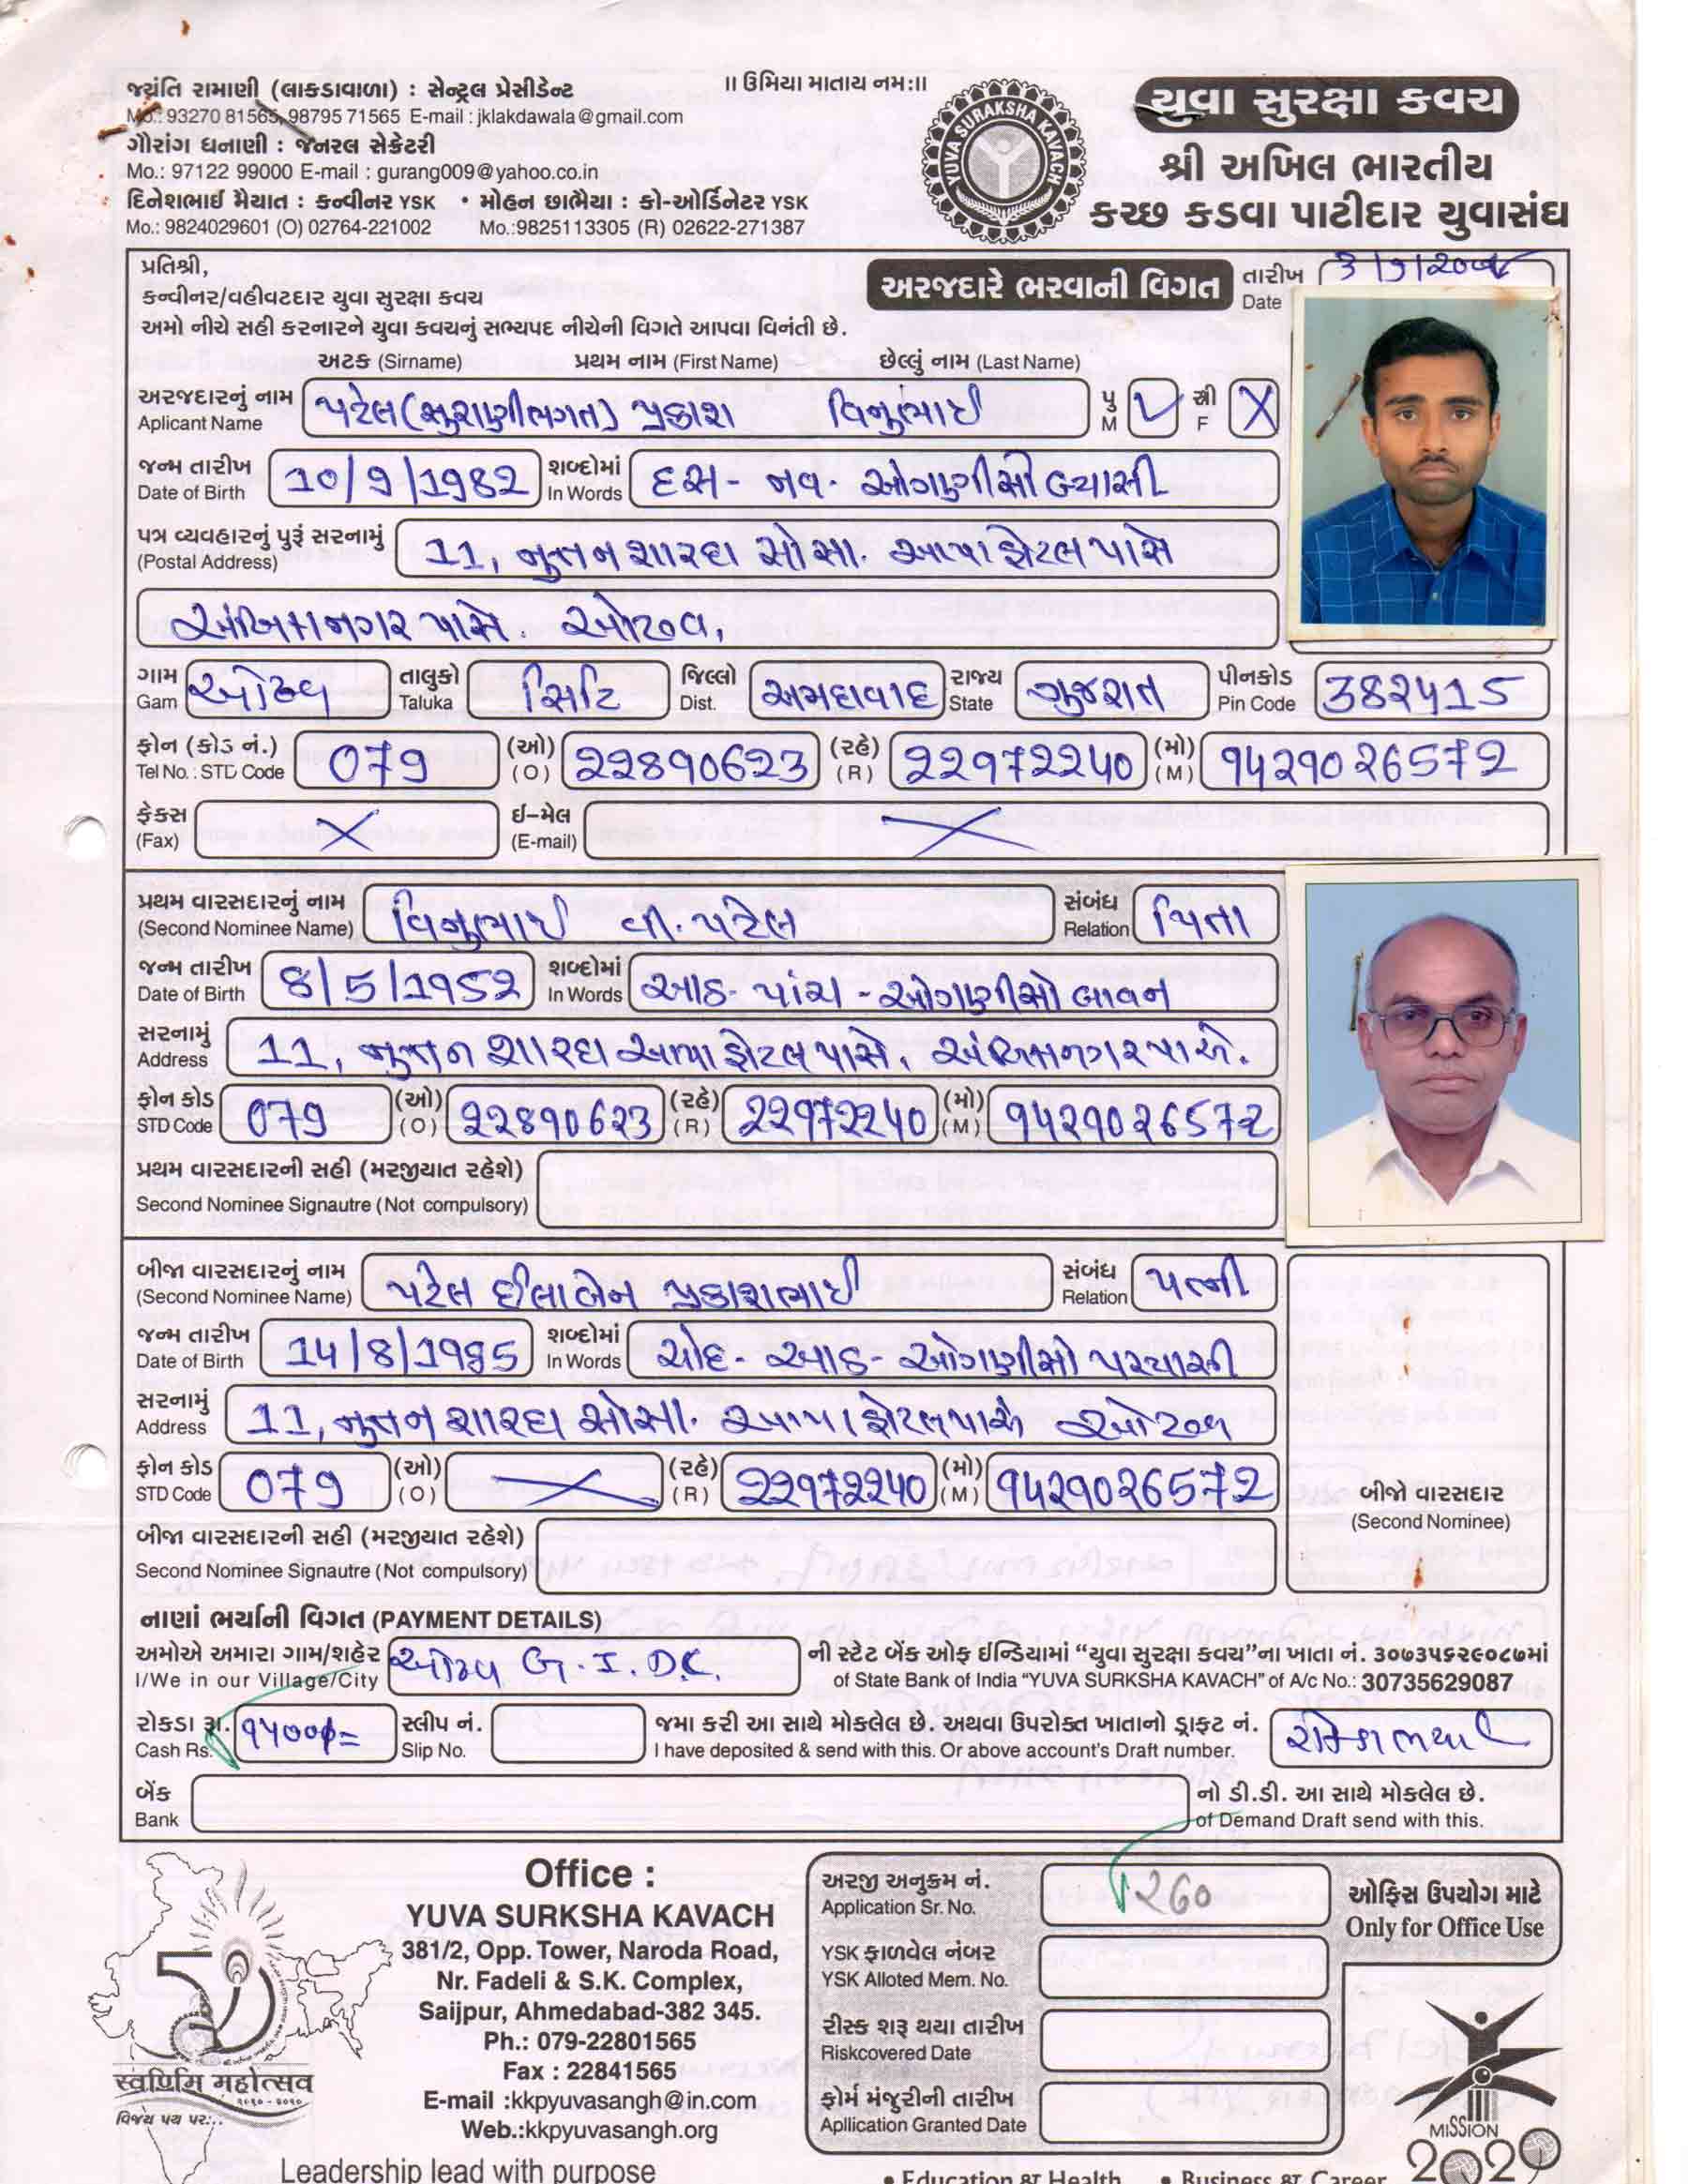 જયંતિ રામાણી (લાકડાવાળા) : સેન્ટ્રલ પ્રેસીડેન્ટ
Mo.: 93270 81565, 98795 71565 E-mail : jklakdawala@gmail.com
ગૌરાંગ ધનાણી : જનરલ સેક્રેટરી
Mo.: 97122 99000 E-mail : gurang009@yahoo.co.in
દિનેશભાઈ મૈયાત : કન્વીનર YSK • મોહન છાભૈયા : કો-ઓર્ડિનેટર YSK
Mo.: 9824029601 (O) 02764-221002 Mo.:9825113305 (R) 02622-271387
॥ ઉમિયા માતાય નમઃ॥
YUVA SURAKSHA KAVACH
યુવા સુરક્ષા કવચ
શ્રી અખિલ ભારતીય
કચ્છ કડવા પાટીદાર યુવાસંઘ
પ્રતિશ્રી,
કન્વીનર/વહીવટદાર યુવા સુરક્ષા કવચ
અમો નીચે સહી કરનારને યુવા કવચનું સભ્યપદ નીચેની વિગતે આપવા વિનંતી છે.
અરજદારે ભરવાની વિગત
તારીખ
Date
અટક (Sirname) પ્રથમ નામ (First Name) છેલ્લું નામ (Last Name)
અરજદારનું નામ પટેલ(સુરાણીભગત) પ્રકાશ વિનુભાઈ પુ સ્ત્રી
Aplicant Name M F X
જન્મ તારીખ 10/9/1982 શબ્દોમાં દસ - નવ - ઓગણીસો બ્યાસી
Date of Birth In Words
પત્ર વ્યવહારનું પુરૂં સરનામું 11, નુતન શારદા સોસા. આપા હોટલ પાસે
(Postal Address)
અંબિકાનગર પાસે. ઓઢવ,
ગામ ઓઢવ તાલુકો સિટિ જિલ્લો અમદાવાદ રાજ્ય ગુજરાત પીનકોડ 382415
Gam Taluka Dist. State Pin Code
ફોન (કોડ નં.) 079 (ઓ) 22890623 (રહે) 22972240 (મો) 9429026572
Tel No. : STD Code (O) (R) (M)
ફેક્સ X ઈ-મેલ X
(Fax) (E-mail)
પ્રથમ વારસદારનું નામ વિનુભાઈ વી. પટેલ સંબંધ પિતા
(Second Nominee Name) Relation
જન્મ તારીખ 8/5/1952 શબ્દોમાં આઠ - પાંચ - ઓગણીસો બાવન
Date of Birth In Words
સરનામું 11, નુતન શારદા આપા હોટલ પાસે, અંબિકાનગર પાસે.
Address
ફોન કોડ 079 (ઓ) 22890623 (રહે) 22972240 (મો) 9429026572
STD Code (O) (R) (M)
પ્રથમ વારસદારની સહી (મરજીયાત રહેશે)
Second Nominee Signautre (Not compulsory)
બીજા વારસદારનું નામ પટેલ ઈલાબેન પ્રકાશભાઈ સંબંધ પત્ની
(Second Nominee Name) Relation
જન્મ તારીખ 14/8/1985 શબ્દોમાં ચોદ - આઠ - ઓગણીસો પચ્યાસી
Date of Birth In Words
સરનામું 11, નુતન શારદા સોસા. આપા હોટલ પાસે ઓઢવ
Address
ફોન કોડ 079 (ઓ) X (રહે) 22972240 (મો) 9429026572
STD Code (O) (R) (M)
બીજો વારસદાર
(Second Nominee)
બીજા વારસદારની સહી (મરજીયાત રહેશે)
Second Nominee Signautre (Not compulsory)
નાણાં ભર્યાની વિગત (PAYMENT DETAILS)
અમોએ અમારા ગામ/શહેર ઓઢવ G.I.D.C. ની સ્ટેટ બેંક ઓફ ઈન્ડિયામાં “યુવા સુરક્ષા કવચ”ના ખાતા નં. ૩૦૭૩૫૬૨૯૦૮૭માં
I/We in our Village/City of State Bank of India “YUVA SURKSHA KAVACH” of A/c No.: 30735629087
રોકડા રૂા. સ્લીપ નં. જમા કરી આ સાથે મોકલેલ છે. અથવા ઉપરોક્ત ખાતાનો ડ્રાફટ નં.
Cash Rs. Slip No. I have deposited & send with this. Or above account's Draft number.
બેંક નો ડી.ડી. આ સાથે મોકલેલ છે.
Bank of Demand Draft send with this.
50
स्वर्णिम महोत्सव
૨૦૧૦ - ૨૦૨૦
વિજય પથ પર...
Office :
YUVA SURKSHA KAVACH
381/2, Opp. Tower, Naroda Road,
Nr. Fadeli & S.K. Complex,
Saijpur, Ahmedabad-382 345.
Ph.: 079-22801565
Fax : 22841565
E-mail :kkpyuvasangh@in.com
Web.:kkpyuvasangh.org
અરજી અનુક્રમ નં. 260
Application Sr. No.
YSK ફાળવેલ નંબર
YSK Alloted Mem. No.
રીસ્ક શરૂ થયા તારીખ
Riskcovered Date
ફોર્મ મંજુરીની તારીખ
Apllication Granted Date
ઓફિસ ઉપયોગ માટે
Only for Office Use
MISSION
2020
Leadership lead with purpose
• Education & Health • Business & Career